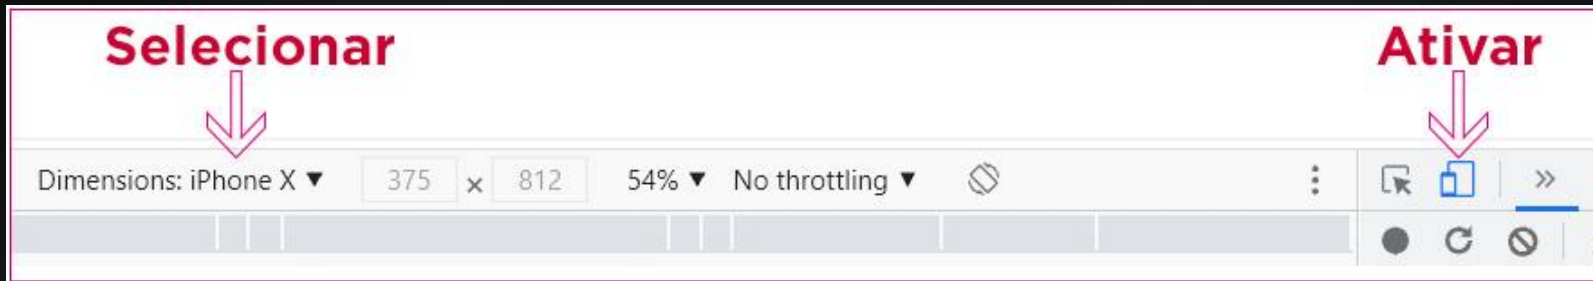 Selecionar
Ativar
Dimensions: iPhone X ▼ 375 × 812 54% ▼ No throttling ▼